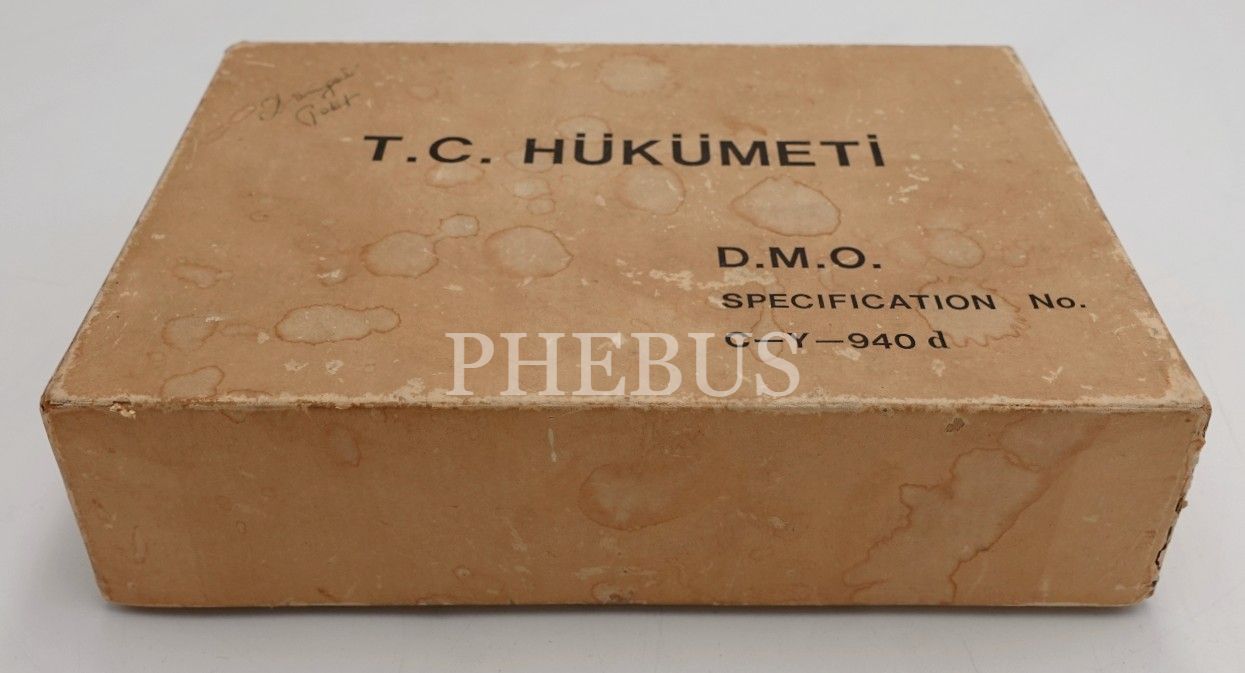 T.C. HÜKÜMETİ
D.M.O.
SPECIFICATION No.
C–Y–940 d
PHEBUS